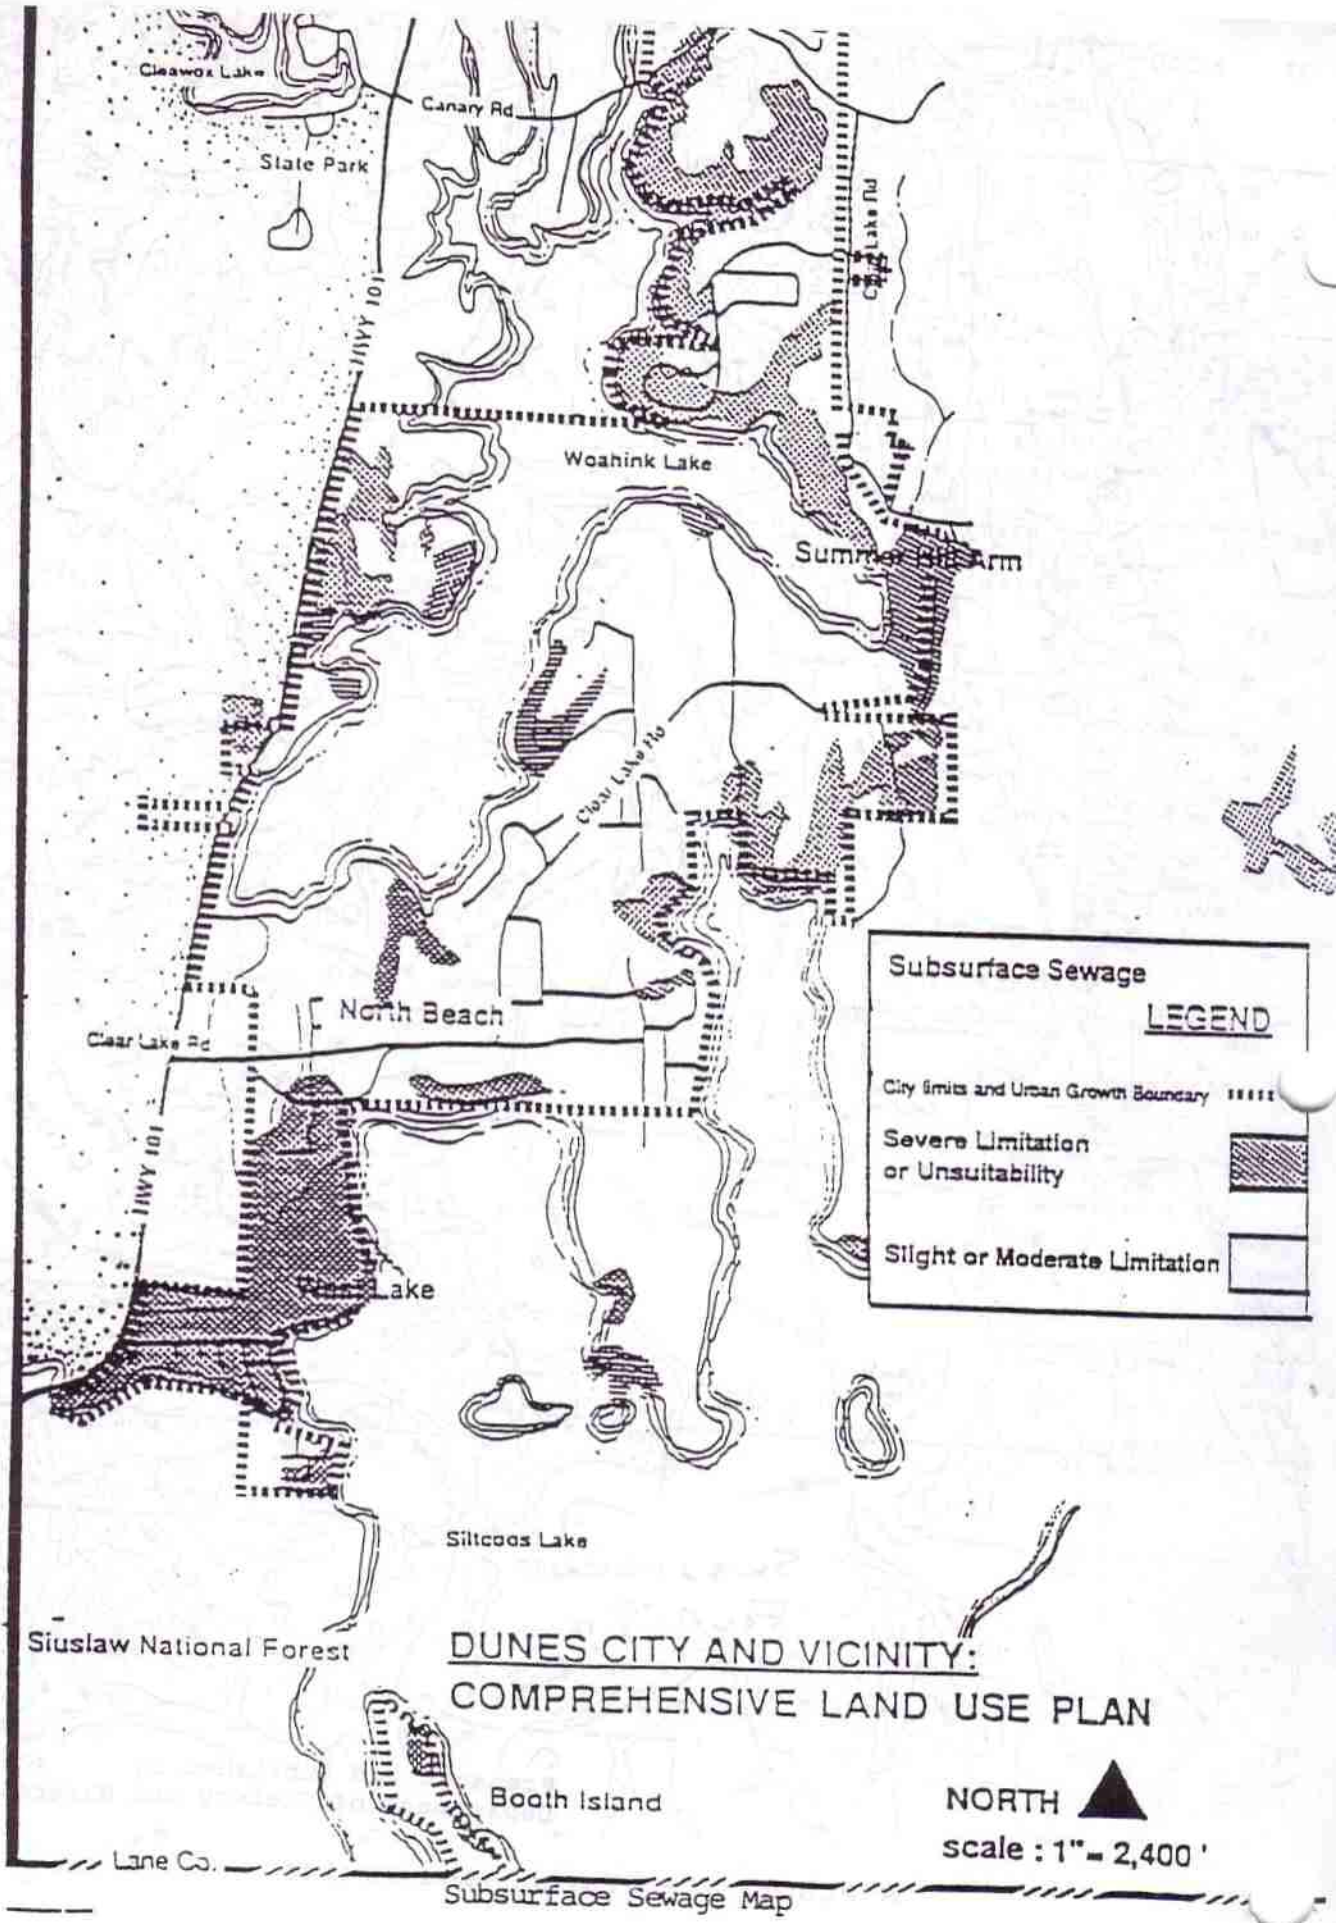 Cleawox Lake
Canary Rd
State Park
HWY 101
Lake Rd
Woahink Lake
Summer Arm
Clear Lake Rd
North Beach
Clear Lake Rd
HWY 101
Lake
Subsurface Sewage
LEGEND
City limits and Urban Growth Boundary
Severe Limitation
or Unsuitability
Slight or Moderate Limitation
Siltcoos Lake
Siuslaw National Forest
DUNES CITY AND VICINITY:
COMPREHENSIVE LAND USE PLAN
Booth Island
NORTH
scale : 1" = 2,400 '
Lane Co.
Subsurface Sewage Map